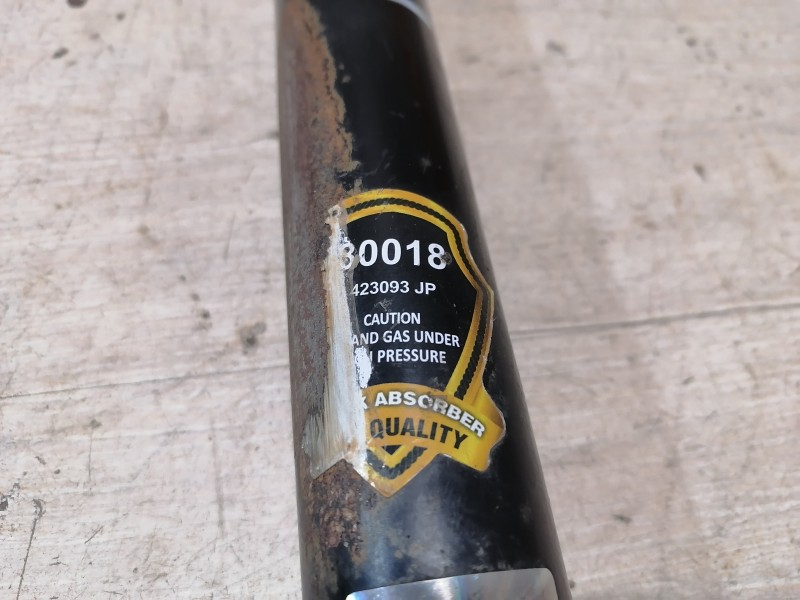 30018
423093 JP
CAUTION
AND GAS UNDER
PRESSURE
ABSORBER
QUALITY